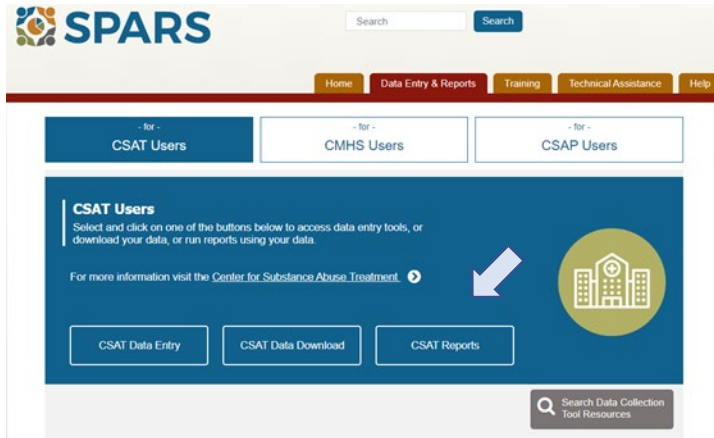 SPARS
Search
Search
Home
Data Entry & Reports
Training
Technical Assistance
Help
- for -
CSAT Users
- for -
CMHS Users
- for -
CSAP Users
CSAT Users
Select and click on one of the buttons below to access data entry tools, or
download your data, or run reports using your data.
For more information visit the Center for Substance Abuse Treatment
CSAT Data Entry
CSAT Data Download
CSAT Reports
Search Data Collection
Tool Resources